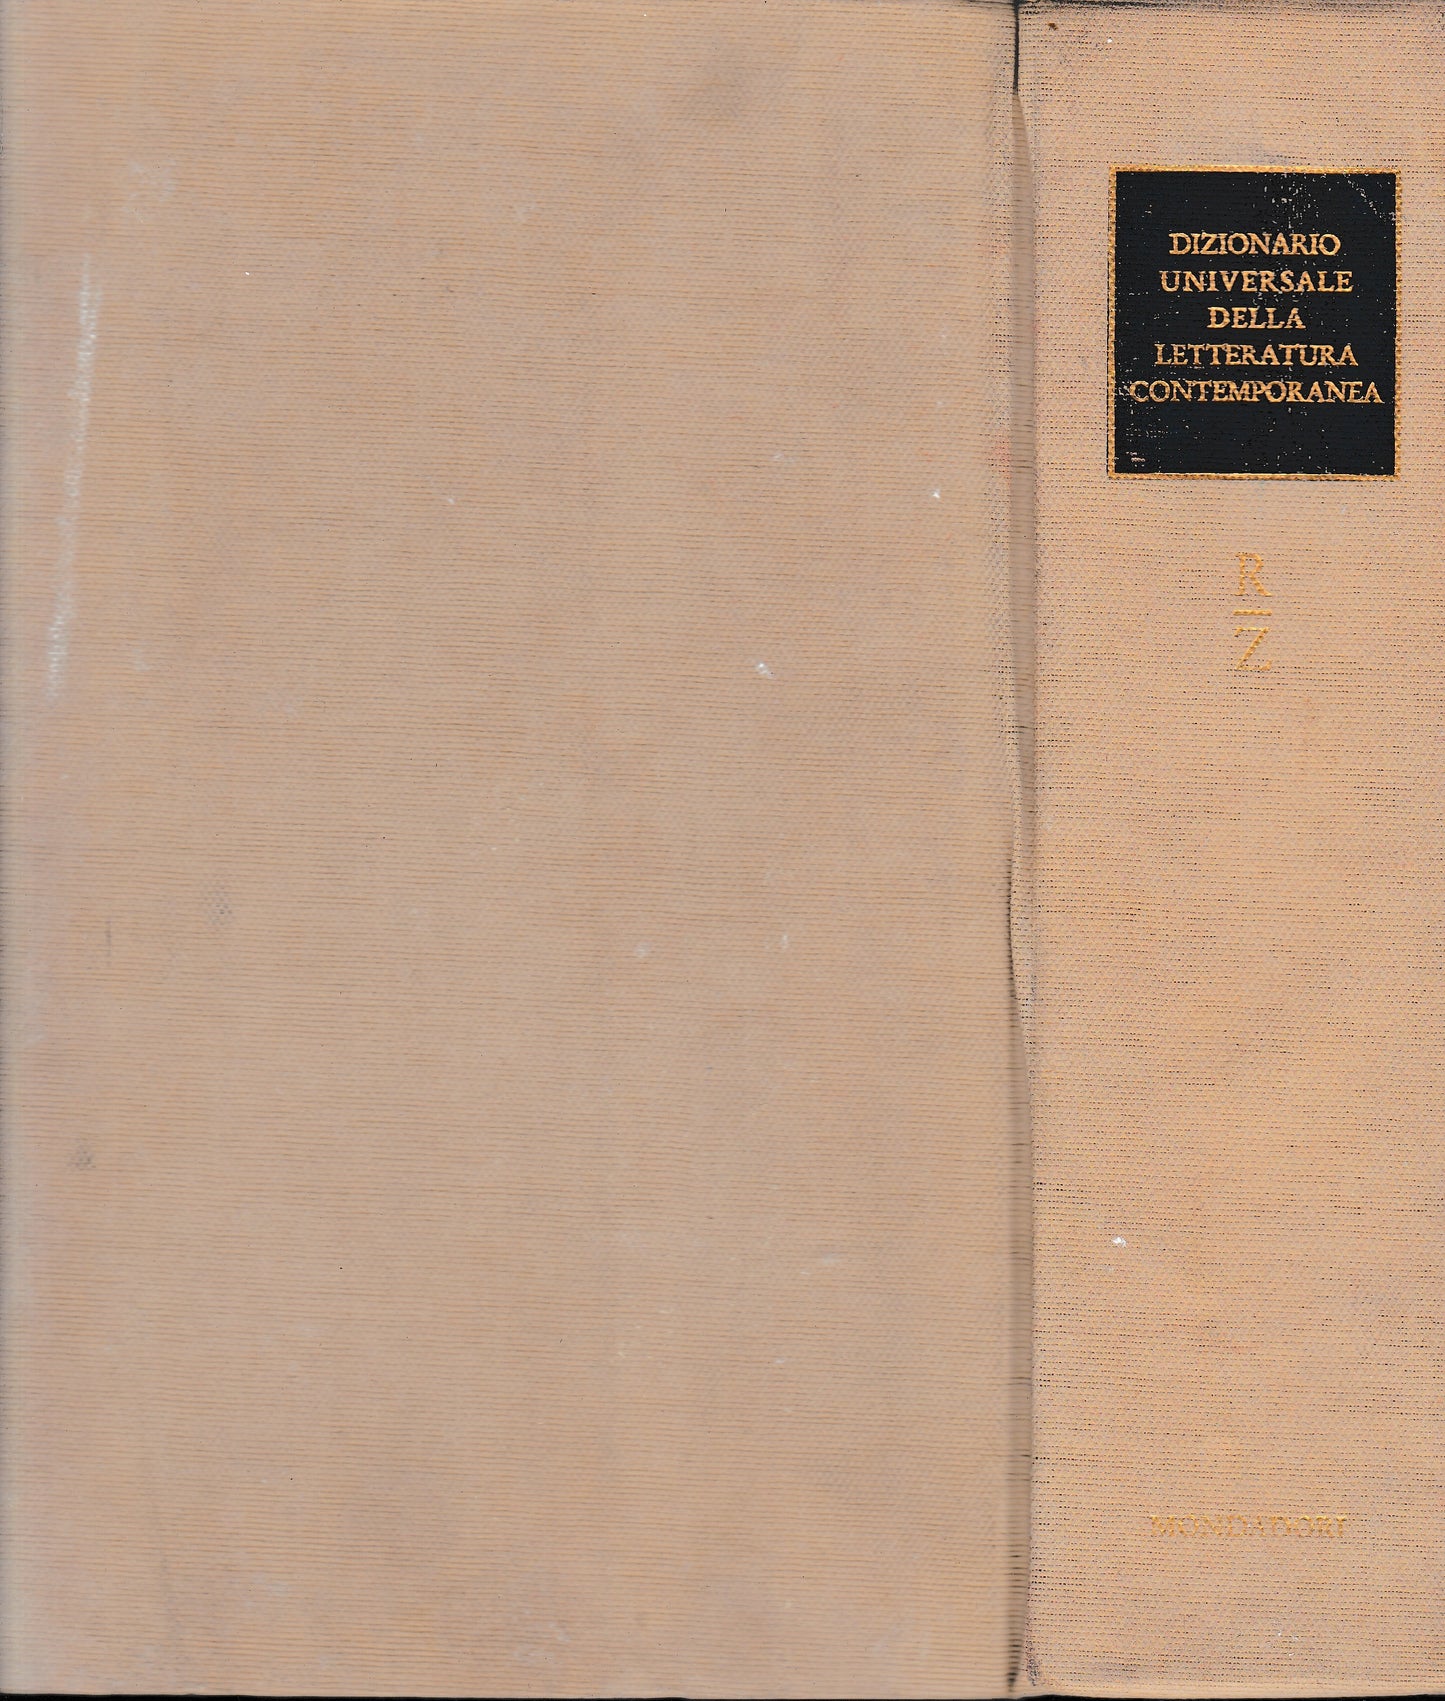 DIZIONARIO
UNIVERSALE
DELLA
LETTERATURA
CONTEMPORANEA
R
Z
MONDADORI